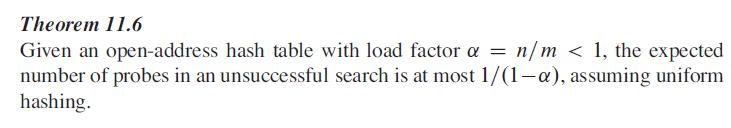 Theorem 11.6
Given an open-address hash table with load factor α = n/m < 1, the expected
number of probes in an unsuccessful search is at most 1/(1−α), assuming uniform
hashing.